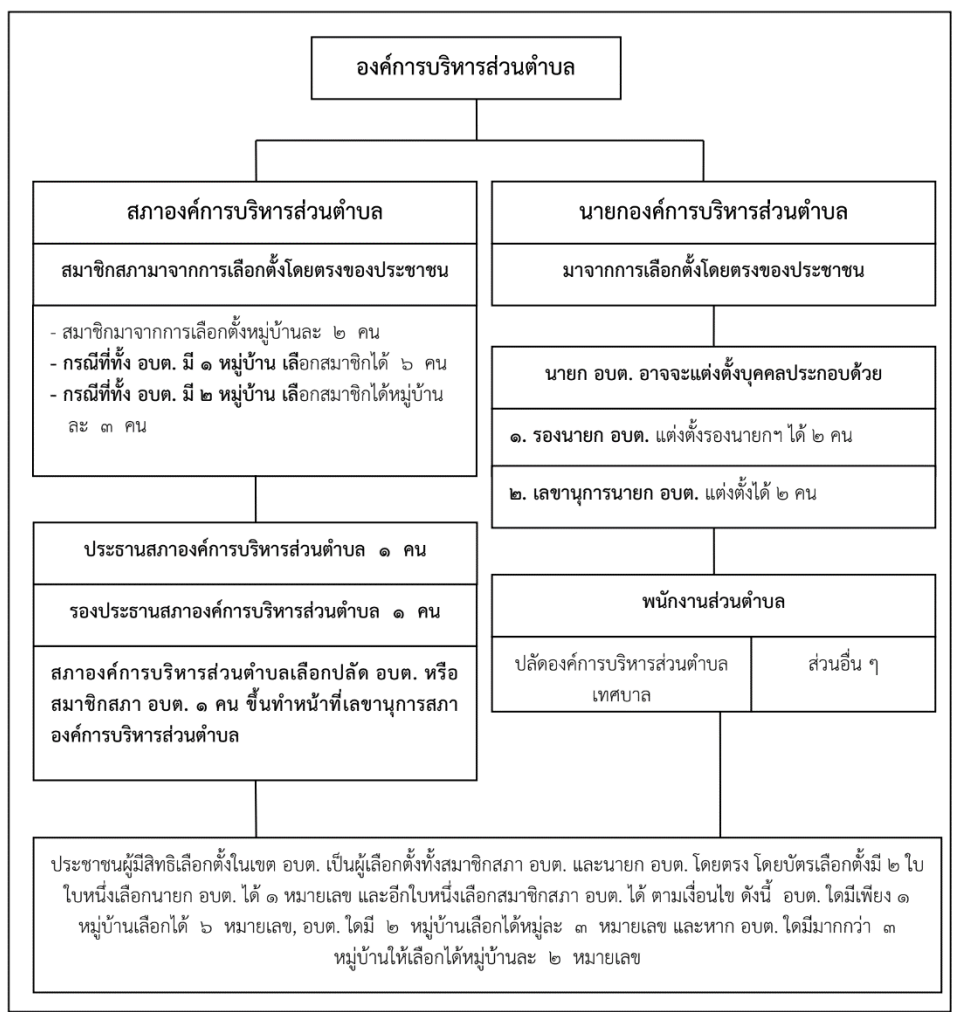 องค์การบริหารส่วนตำบล
สภาองค์การบริหารส่วนตำบล
สมาชิกสภามาจากการเลือกตั้งโดยตรงของประชาชน
- สมาชิกมาจากการเลือกตั้งหมู่บ้านละ ๒ คน
- กรณีที่ทั้ง อบต. มี ๑ หมู่บ้าน เลือกสมาชิกได้ ๖ คน
- กรณีที่ทั้ง อบต. มี ๒ หมู่บ้าน เลือกสมาชิกได้หมู่บ้าน
ละ ๓ คน
ประธานสภาองค์การบริหารส่วนตำบล ๑ คน
รองประธานสภาองค์การบริหารส่วนตำบล ๑ คน
สภาองค์การบริหารส่วนตำบลเลือกปลัด อบต. หรือ
สมาชิกสภา อบต. ๑ คน ขึ้นทำหน้าที่เลขานุการสภา
องค์การบริหารส่วนตำบล
นายกองค์การบริหารส่วนตำบล
มาจากการเลือกตั้งโดยตรงของประชาชน
นายก อบต. อาจจะแต่งตั้งบุคคลประกอบด้วย
๑. รองนายก อบต. แต่งตั้งรองนายกฯ ได้ ๒ คน
๒. เลขานุการนายก อบต. แต่งตั้งได้ ๒ คน
พนักงานส่วนตำบล
ปลัดองค์การบริหารส่วนตำบล
เทศบาล
ส่วนอื่น ๆ
ประชาชนผู้มีสิทธิเลือกตั้งในเขต อบต. เป็นผู้เลือกตั้งทั้งสมาชิกสภา อบต. และนายก อบต. โดยตรง โดยบัตรเลือกตั้งมี ๒ ใบ
ใบหนึ่งเลือกนายก อบต. ได้ ๑ หมายเลข และอีกใบหนึ่งเลือกสมาชิกสภา อบต. ได้ ตามเงื่อนไข ดังนี้ อบต. ใดมีเพียง ๑
หมู่บ้านเลือกได้ ๖ หมายเลข, อบต. ใดมี ๒ หมู่บ้านเลือกได้หมู่ละ ๓ หมายเลข และหาก อบต. ใดมีมากกว่า ๓
หมู่บ้านให้เลือกได้หมู่บ้านละ ๒ หมายเลข